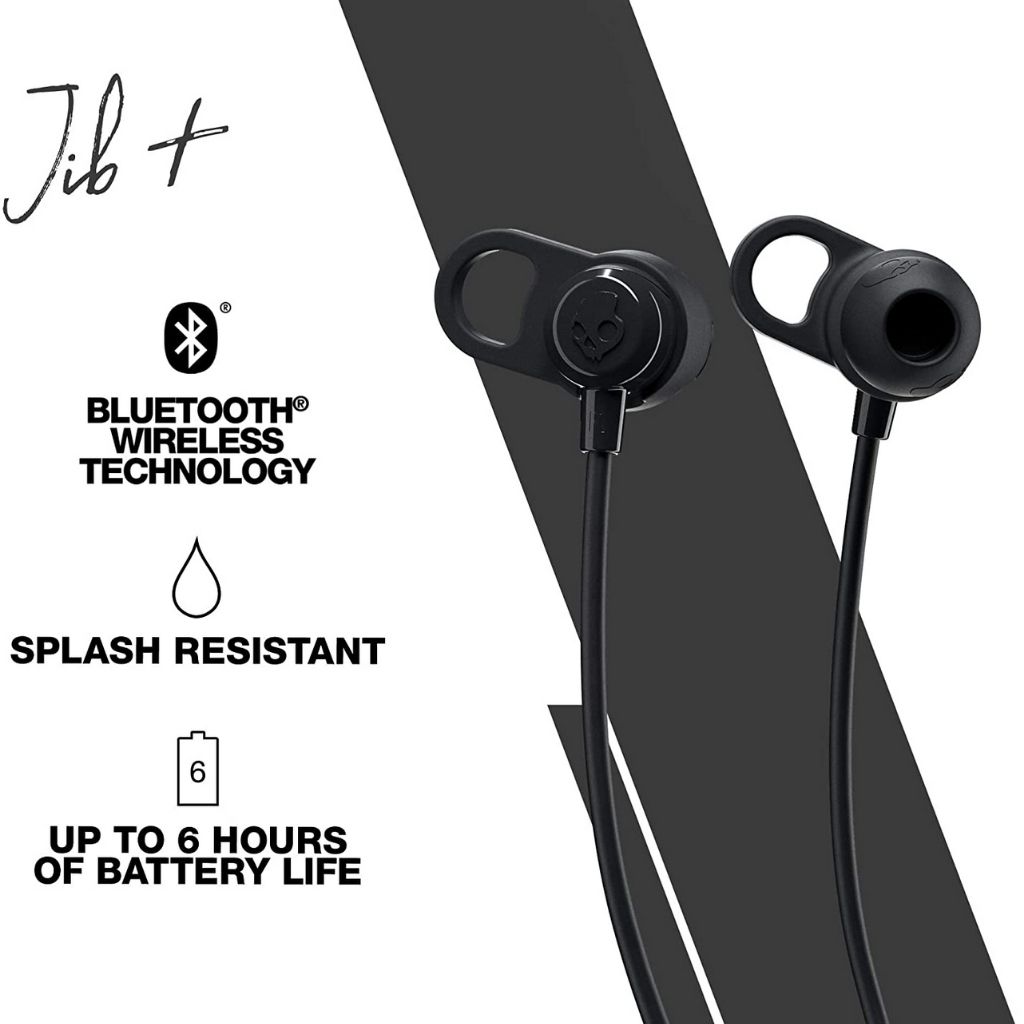 Jib +
®
BLUETOOTH®
WIRELESS
TECHNOLOGY
SPLASH RESISTANT
6
UP TO 6 HOURS
OF BATTERY LIFE